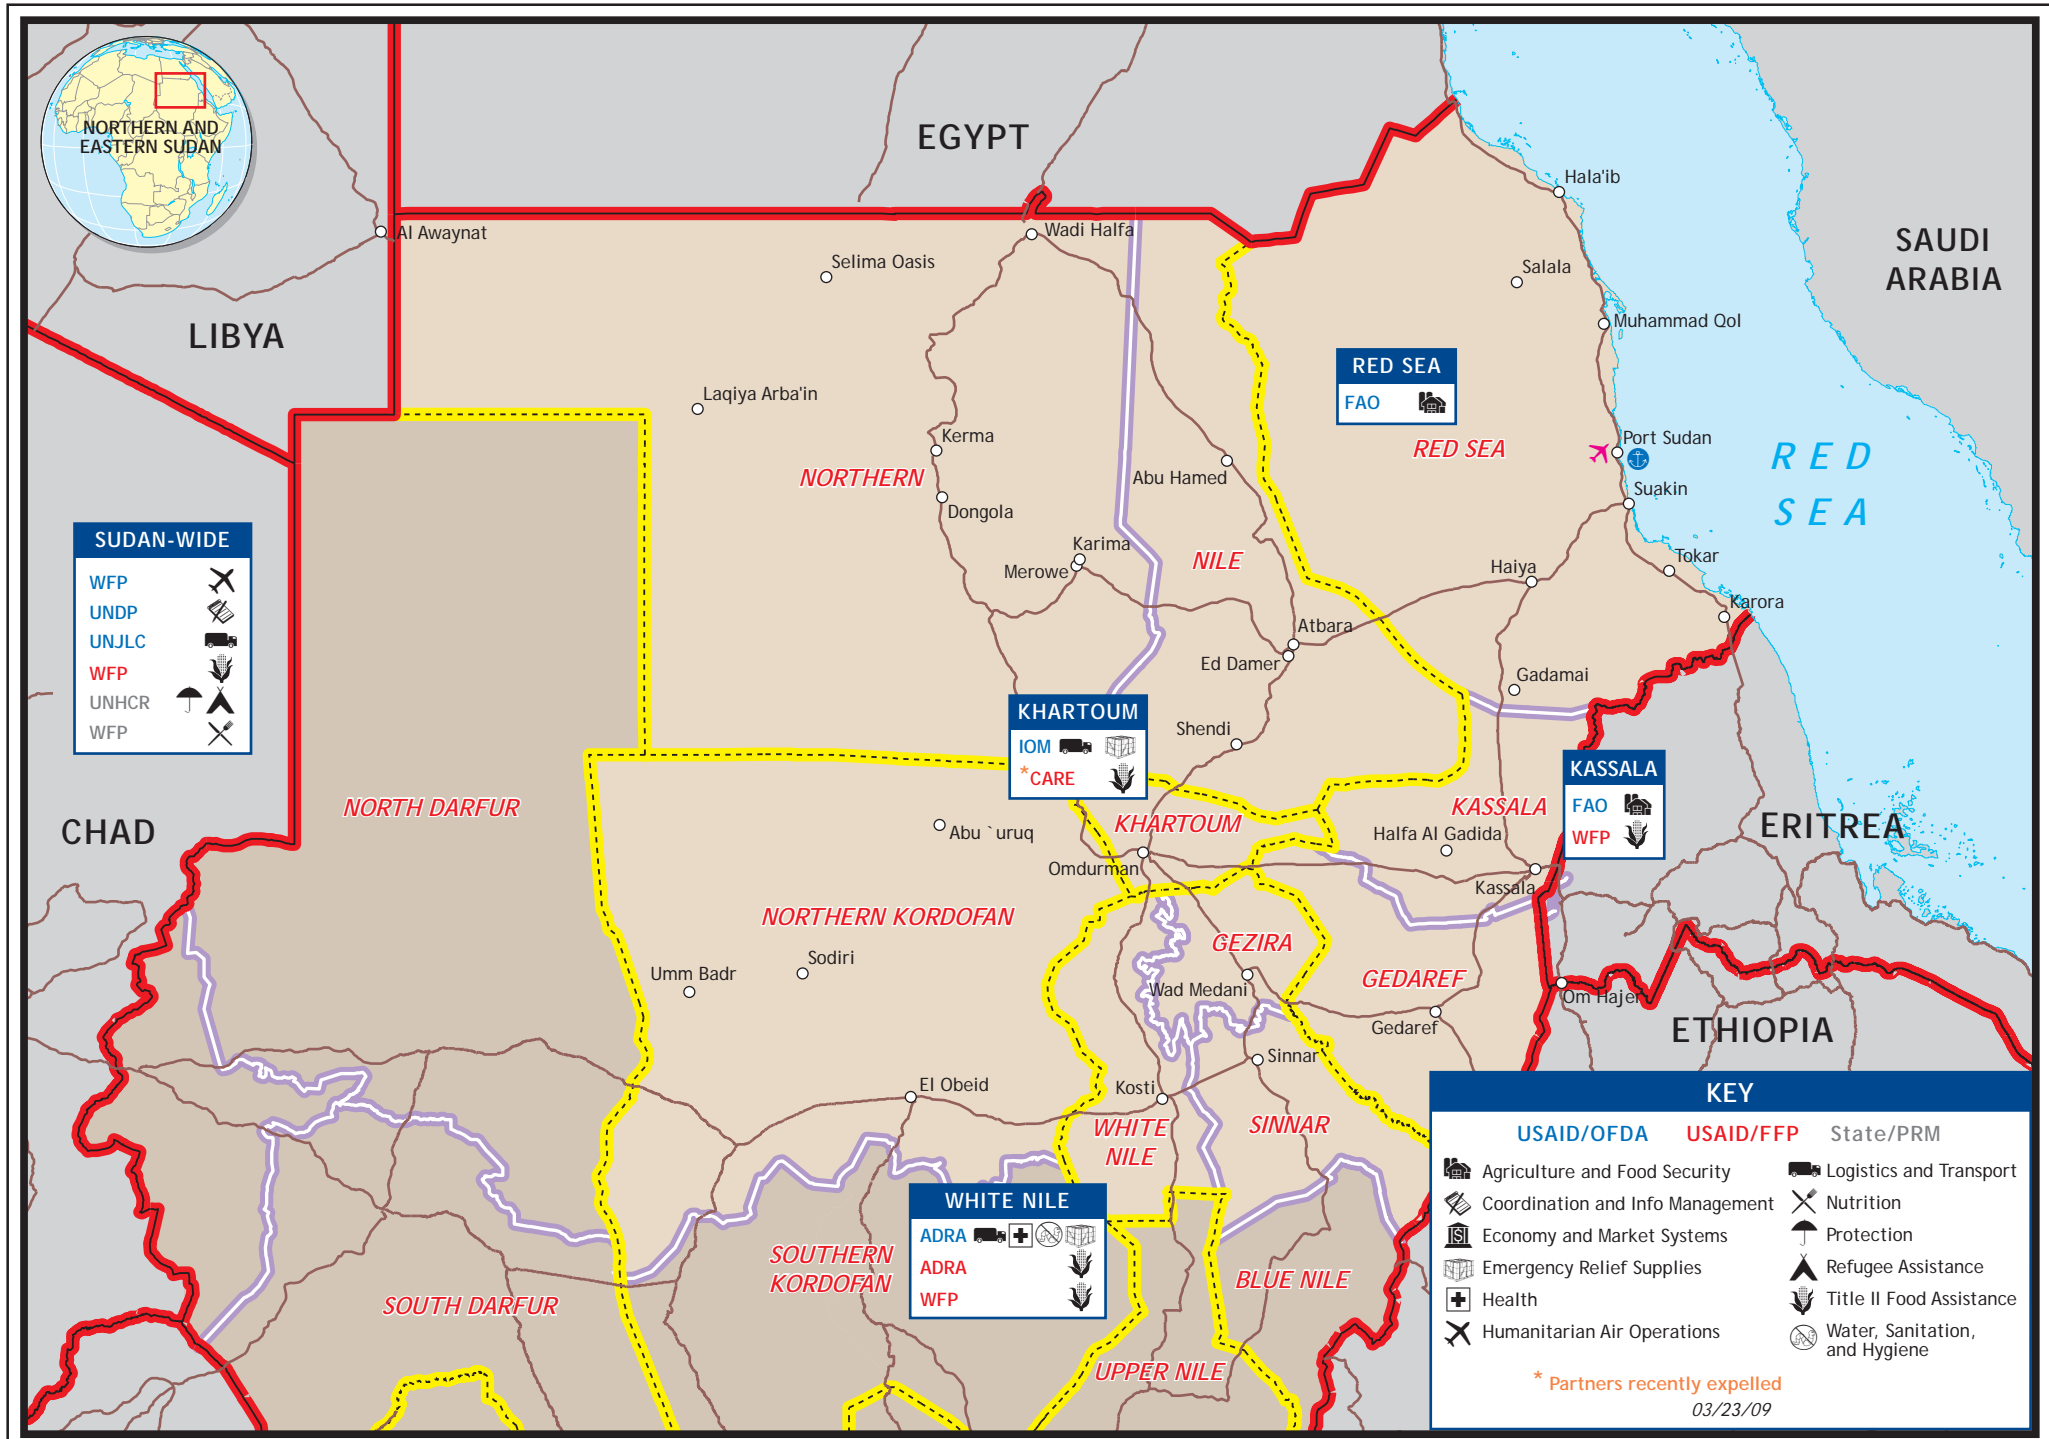 NORTHERN AND
EASTERN SUDAN
EGYPT
LIBYA
SAUDI
ARABIA
CHAD
ERITREA
ETHIOPIA
RED
SEA
Al Awaynat
Wadi Halfa
Selima Oasis
Laqiya Arba'in
Kerma
Dongola
Karima
Merowe
Abu Hamed
Hala'ib
Salala
Muhammad Qol
Port Sudan
Suakin
Tokar
Karora
Haiya
Atbara
Ed Damer
Gadamai
Shendi
Halfa Al Gadida
Kassala
Omdurman
Abu `uruq
Sodiri
Umm Badr
El Obeid
Kosti
Wad Medani
Sinnar
Gedaref
Om Hajer
NORTHERN
NILE
RED SEA
NORTH DARFUR
KHARTOUM
KASSALA
NORTHERN KORDOFAN
GEZIRA
GEDAREF
WHITE
NILE
SINNAR
SOUTHERN
KORDOFAN
SOUTH DARFUR
BLUE NILE
UPPER NILE
SUDAN-WIDE
WFP
UNDP
UNJLC
WFP
UNHCR
WFP
RED SEA
FAO
KHARTOUM
IOM
*CARE
KASSALA
FAO
WFP
WHITE NILE
ADRA
ADRA
WFP
KEY
USAID/OFDA USAID/FFP State/PRM
Agriculture and Food Security
Coordination and Info Management
Economy and Market Systems
Emergency Relief Supplies
Health
Humanitarian Air Operations
Logistics and Transport
Nutrition
Protection
Refugee Assistance
Title II Food Assistance
Water, Sanitation,
and Hygiene
* Partners recently expelled
03/23/09